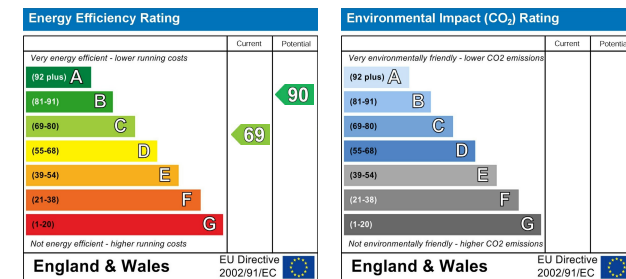 Energy Efficiency Rating
Current Potential
Very energy efficient - lower running costs
(92 plus) A
(81-91) B
(69-80) C
(55-68) D
(39-54) E
(21-38) F
(1-20) G
90
69
Not energy efficient - higher running costs
England & Wales
EU Directive
2002/91/EC
Environmental Impact (CO₂) Rating
Current Potential
Very environmentally friendly - lower CO2 emissions
(92 plus) A
(81-91) B
(69-80) C
(55-68) D
(39-54) E
(21-38) F
(1-20) G
Not environmentally friendly - higher CO2 emissions
England & Wales
EU Directive
2002/91/EC